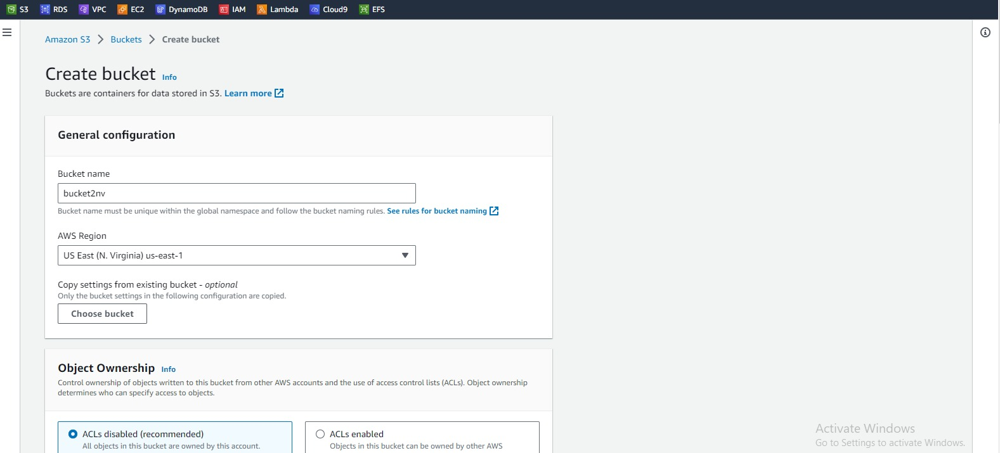 S3 RDS VPC EC2 DynamoDB IAM Lambda Cloud9 EFS
Amazon S3 > Buckets > Create bucket
Create bucket Info
Buckets are containers for data stored in S3. Learn more
General configuration
Bucket name
bucket2nv
Bucket name must be unique within the global namespace and follow the bucket naming rules. See rules for bucket naming
AWS Region
US East (N. Virginia) us-east-1
Copy settings from existing bucket - optional
Only the bucket settings in the following configuration are copied.
Choose bucket
Object Ownership Info
Control ownership of objects written to this bucket from other AWS accounts and the use of access control lists (ACLs). Object ownership
determines who can specify access to objects.
ACLs disabled (recommended)
All objects in this bucket are owned by this account.
ACLs enabled
Objects in this bucket can be owned by other AWS
Activate Windows
Go to Settings to activate Windows.